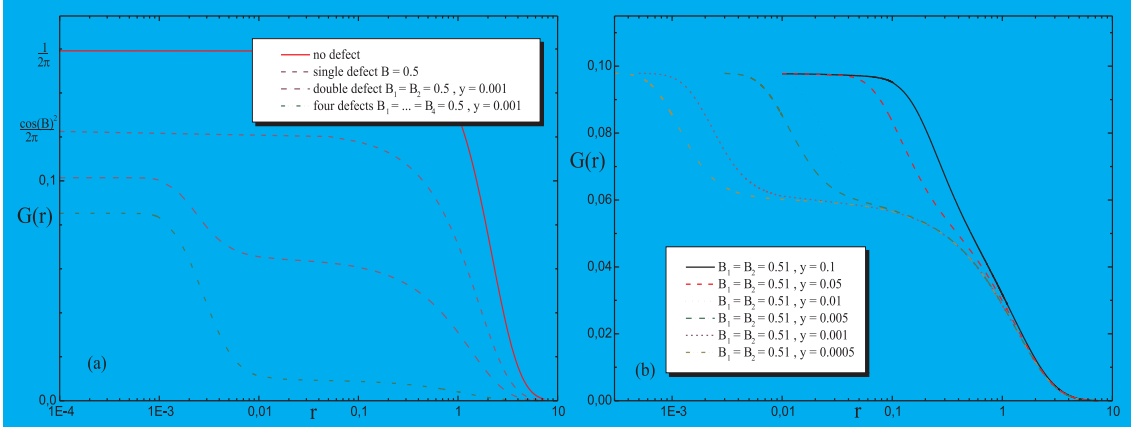 1
2π
cos(B)²
2π
0,1
G(r)
0,0
1E-4
1E-3
0,01
r
0,1
1
10
(a)
no defect
single defect B = 0.5
double defect B₁ = B₂ = 0.5 , y = 0.001
four defects B₁ = ... = B₄ = 0.5 , y = 0.001
0,10
0,08
G(r)
0,06
0,04
0,02
0,00
1E-3
0,01
r
0,1
1
10
(b)
B₁ = B₂ = 0.51 , y = 0.1
B₁ = B₂ = 0.51 , y = 0.05
B₁ = B₂ = 0.51 , y = 0.01
B₁ = B₂ = 0.51 , y = 0.005
B₁ = B₂ = 0.51 , y = 0.001
B₁ = B₂ = 0.51 , y = 0.0005